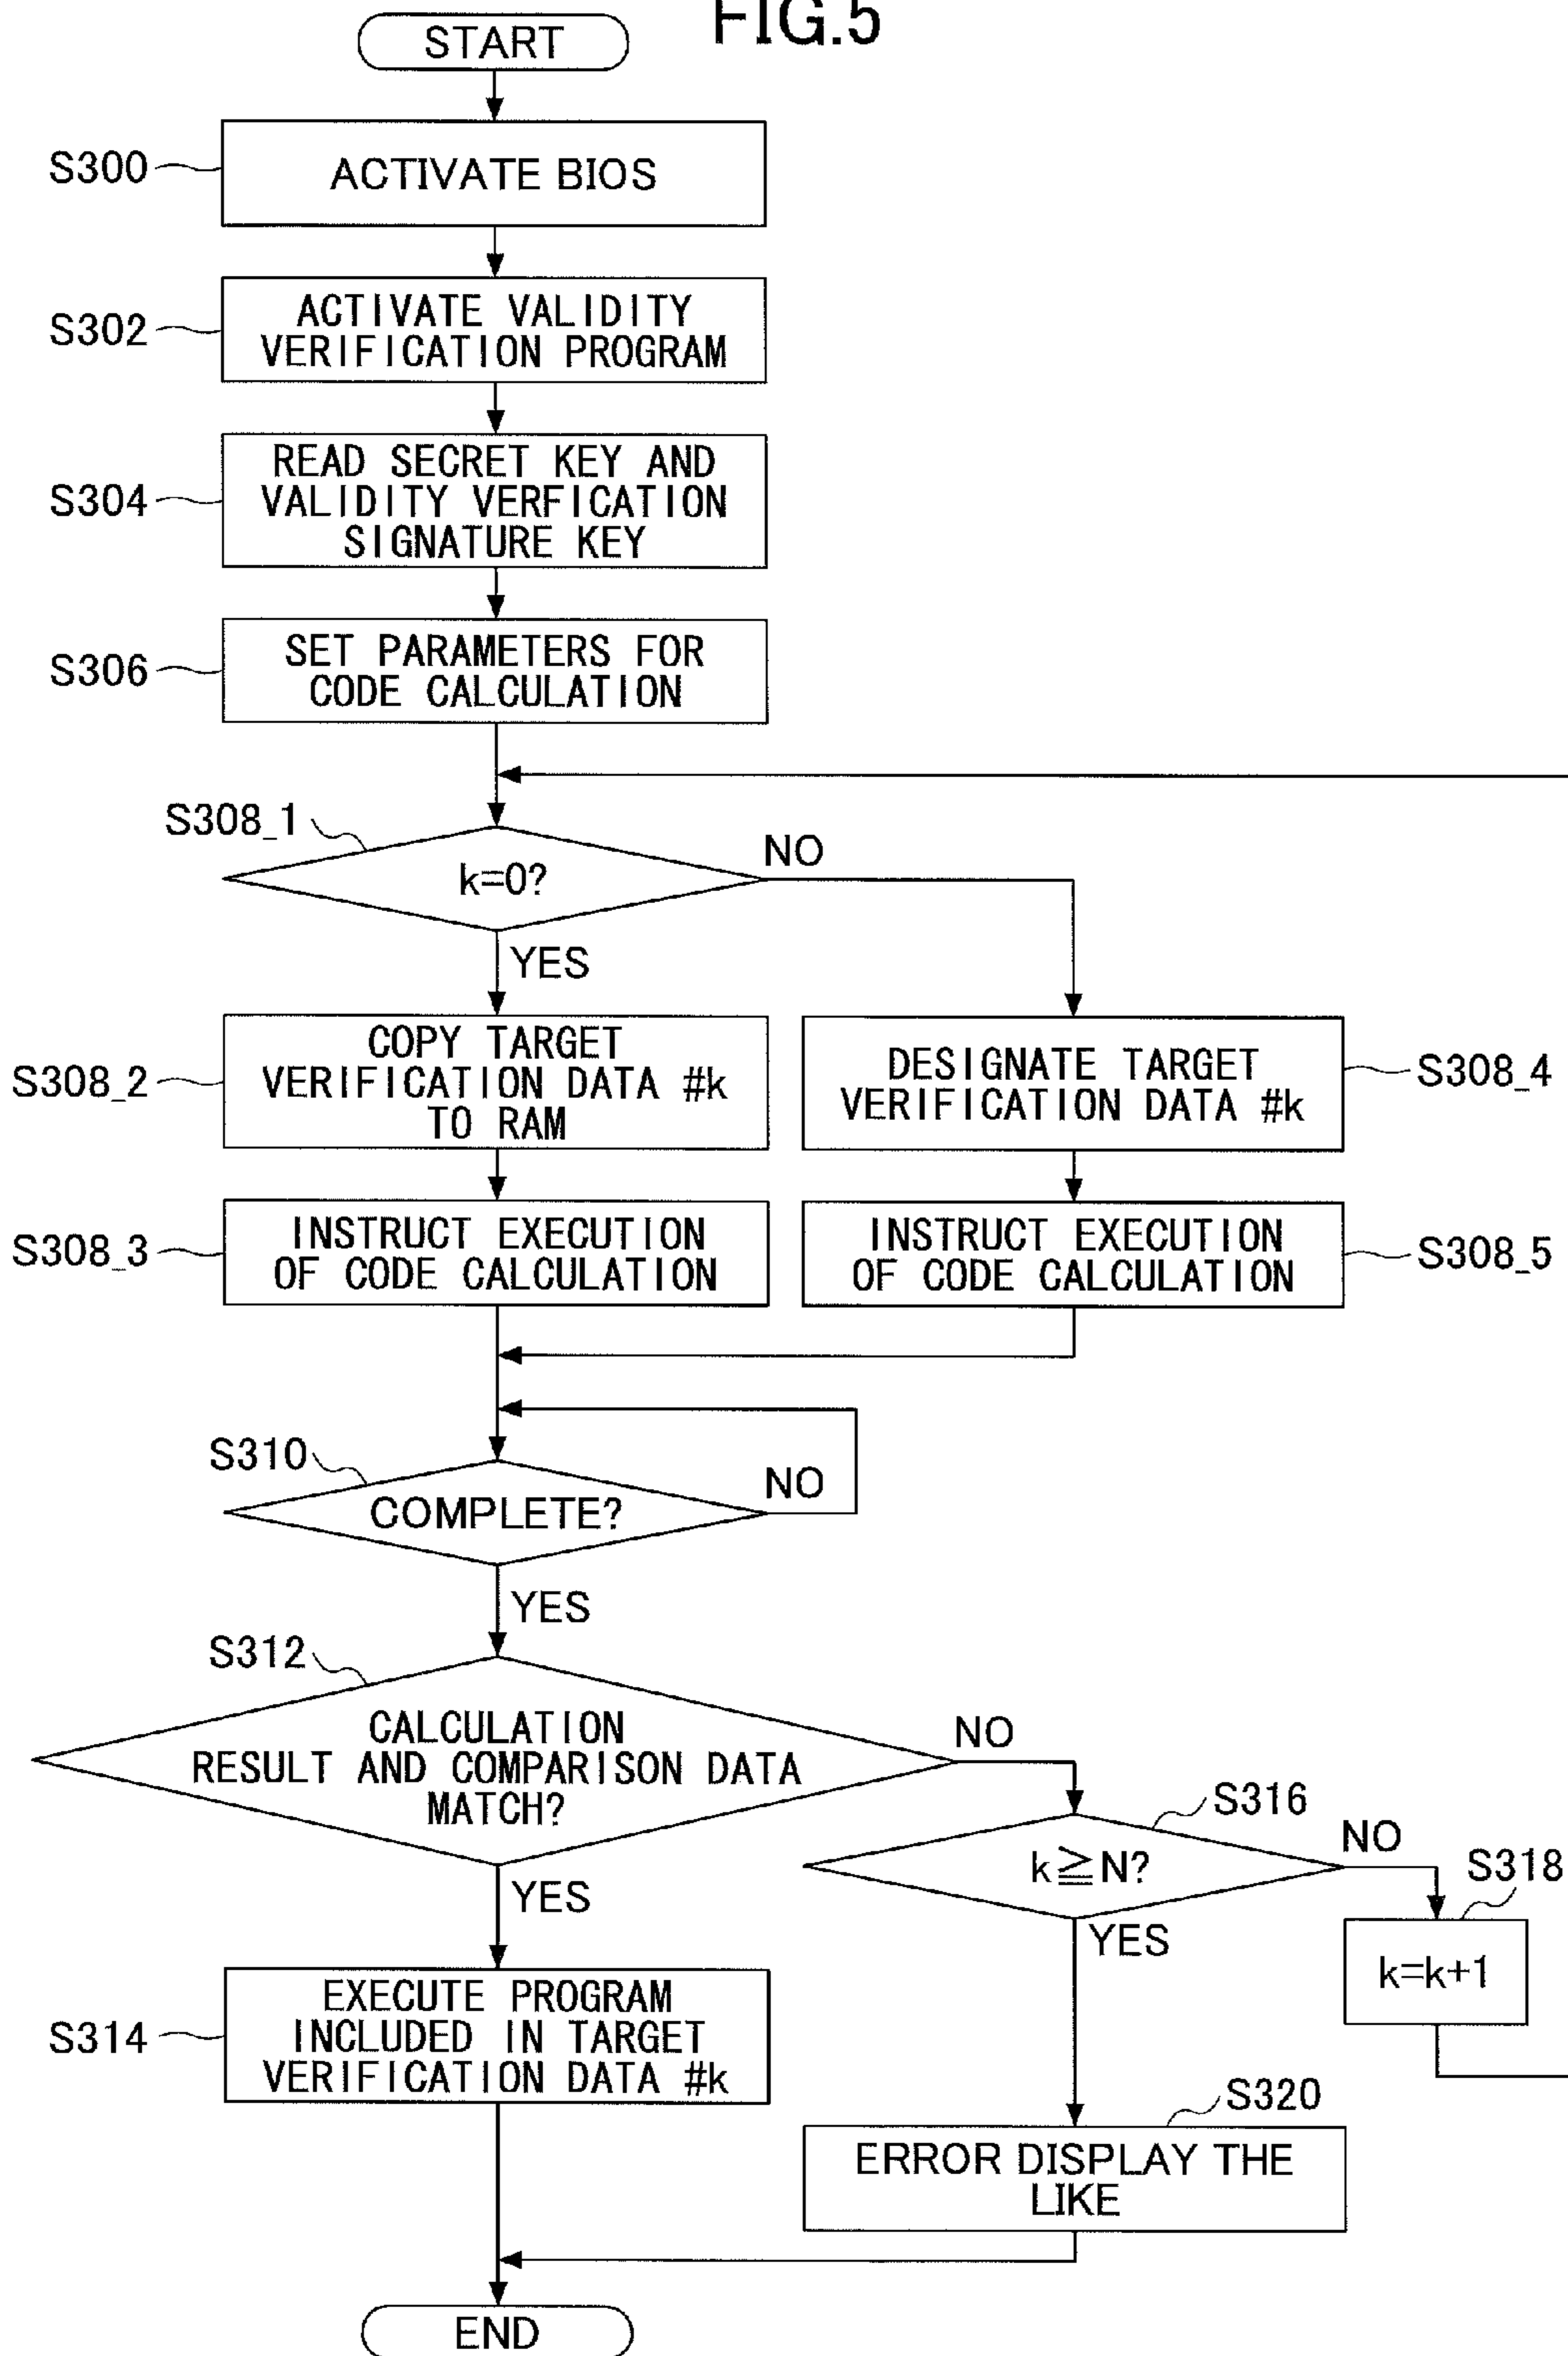 FIG.5
START
S300
ACTIVATE BIOS
S302
ACTIVATE VALIDITY
VERIFICATION PROGRAM
S304
READ SECRET KEY AND
VALIDITY VERFICATION
SIGNATURE KEY
S306
SET PARAMETERS FOR
CODE CALCULATION
S308_1
k=0?
NO
YES
S308_2
COPY TARGET
VERIFICATION DATA #k
TO RAM
DESIGNATE TARGET
VERIFICATION DATA #k
S308_4
S308_3
INSTRUCT EXECUTION
OF CODE CALCULATION
INSTRUCT EXECUTION
OF CODE CALCULATION
S308_5
S310
COMPLETE?
NO
YES
S312
CALCULATION
RESULT AND COMPARISON DATA
MATCH?
NO
YES
S316
k≧N?
NO
YES
S318
k=k+1
S314
EXECUTE PROGRAM
INCLUDED IN TARGET
VERIFICATION DATA #k
S320
ERROR DISPLAY THE
LIKE
END